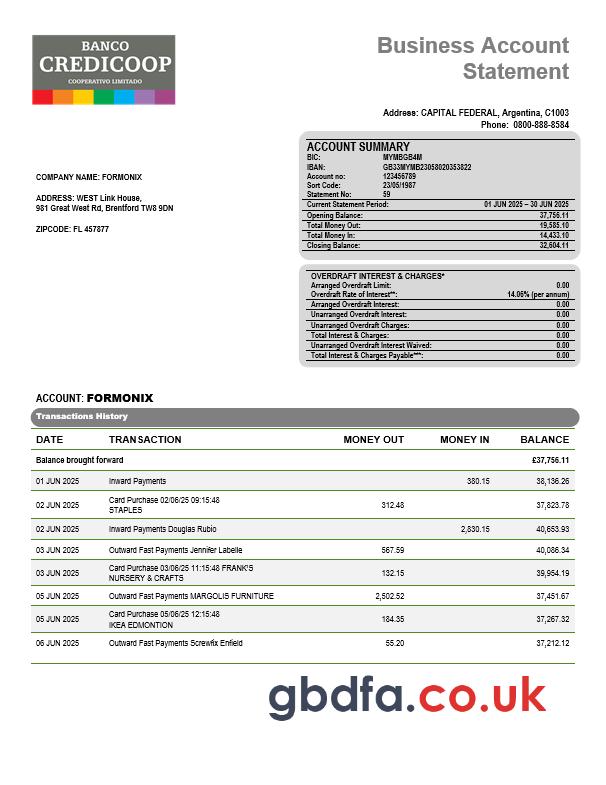 BANCO
CREDICOOP
COOPERATIVO LIMITADO
Business Account
Statement
Address: CAPITAL FEDERAL, Argentina, C1003
Phone: 0800-888-8584
ACCOUNT SUMMARY
BIC: MYMBGB4M
IBAN: GB33MYMB23058020353822
Account no: 123456789
Sort Code: 23/05/1987
Statement No: 59
Current Statement Period: 01 JUN 2025 – 30 JUN 2025
Opening Balance: 37,756.11
Total Money Out: 19,585.10
Total Money In: 14,433.10
Closing Balance: 32,604.11
COMPANY NAME: FORMONIX
ADDRESS: WEST Link House,
981 Great West Rd, Brentford TW8 9DN
ZIPCODE: FL 457877
OVERDRAFT INTEREST & CHARGES*
Arranged Overdraft Limit: 0.00
Overdraft Rate of Interest**: 14.06% (per annum)
Arranged Overdraft Interest: 0.00
Unarranged Overdraft Interest: 0.00
Unarranged Overdraft Charges: 0.00
Total Interest & Charges: 0.00
Unarranged Overdraft Interest Waived: 0.00
Total Interest & Charges Payable***: 0.00
ACCOUNT: FORMONIX
Transactions History
DATE TRANSACTION MONEY OUT MONEY IN BALANCE
Balance brought forward £37,756.11
01 JUN 2025 Inward Payments 380.15 38,136.26
02 JUN 2025 Card Purchase 02/06/25 09:15:48 312.48 37,823.78
STAPLES
02 JUN 2025 Inward Payments Douglas Rubio 2,830.15 40,653.93
03 JUN 2025 Outward Fast Payments Jennifer Labelle 567.59 40,086.34
03 JUN 2025 Card Purchase 03/06/25 11:15:48 FRANK'S 132.15 39,954.19
NURSERY & CRAFTS
05 JUN 2025 Outward Fast Payments MARGOLIS FURNITURE 2,502.52 37,451.67
05 JUN 2025 Card Purchase 05/06/25 12:15:48 184.35 37,267.32
IKEA EDMONTION
06 JUN 2025 Outward Fast Payments Screwfix Enfield 55.20 37,212.12
gbdfa.co.uk